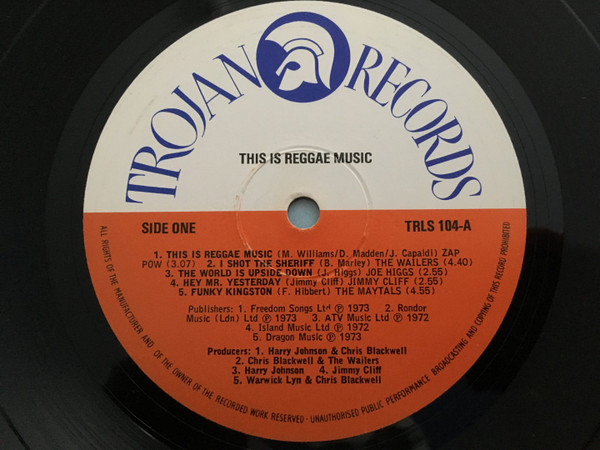 TROJAN RECORDS
THIS IS REGGAE MUSIC
SIDE ONE
TRLS 104-A
1. THIS IS REGGAE MUSIC (M. Williams/D. Madden/J. Capaldi) ZAP
POW (3.07) 2. I SHOT THE SHERIFF (B. Marley) THE WAILERS (4.40)
3. THE WORLD IS UPSIDE DOWN (J. Higgs) JOE HIGGS (2.55)
4. HEY MR. YESTERDAY (Jimmy Cliff) JIMMY CLIFF (2.55)
5. FUNKY KINGSTON (F. Hibbert) THE MAYTALS (4.55)
Publishers: 1. Freedom Songs Ltd ℗ 1973 2. Rondor
Music (Ldn) Ltd ℗ 1973 3. ATV Music Ltd ℗ 1972
4. Island Music Ltd ℗ 1972
5. Dragon Music ℗ 1973
Producers: 1. Harry Johnson & Chris Blackwell
2. Chris Blackwell & The Wailers
3. Harry Johnson 4. Jimmy Cliff
5. Warwick Lyn & Chris Blackwell
ALL RIGHTS OF THE MANUFACTURER AND OF THE OWNER OF THE RECORDED WORK RESERVED · UNAUTHORISED PUBLIC PERFORMANCE BROADCASTING AND COPYING OF THIS RECORD PROHIBITED